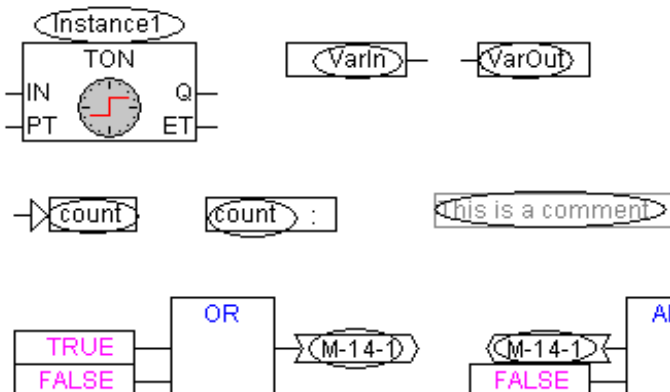 Instance1
TON
IN Q
PT ET
VarIn
VarOut
count
count :
This is a comment
OR
TRUE
FALSE
M-14-1
M-14-1
FALSE